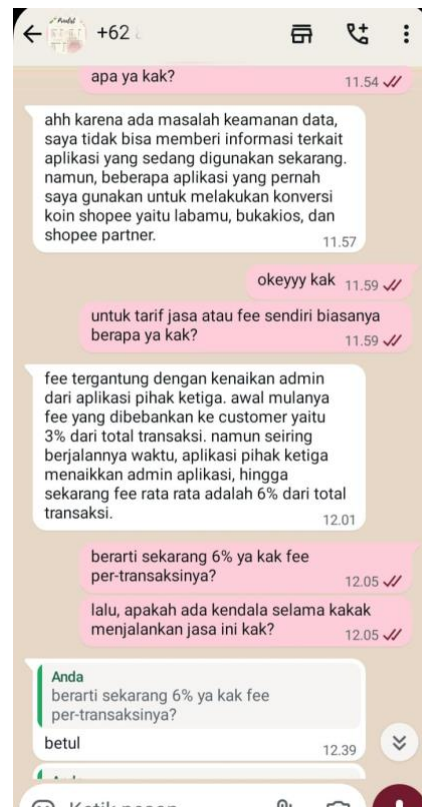 +62
apa ya kak?
11.54
ahh karena ada masalah keamanan data,
saya tidak bisa memberi informasi terkait
aplikasi yang sedang digunakan sekarang.
namun, beberapa aplikasi yang pernah
saya gunakan untuk melakukan konversi
koin shopee yaitu labamu, bukakios, dan
shopee partner.
11.57
okeyyy kak 11.59
untuk tarif jasa atau fee sendiri biasanya
berapa ya kak?
11.59
fee tergantung dengan kenaikan admin
dari aplikasi pihak ketiga. awal mulanya
fee yang dibebankan ke customer yaitu
3% dari total transaksi. namun seiring
berjalannya waktu, aplikasi pihak ketiga
menaikkan admin aplikasi, hingga
sekarang fee rata rata adalah 6% dari total
transaksi.
12.01
berarti sekarang 6% ya kak fee
per-transaksinya?
12.05
lalu, apakah ada kendala selama kakak
menjalankan jasa ini kak?
12.05
Anda
berarti sekarang 6% ya kak fee
per-transaksinya?
betul
12.39